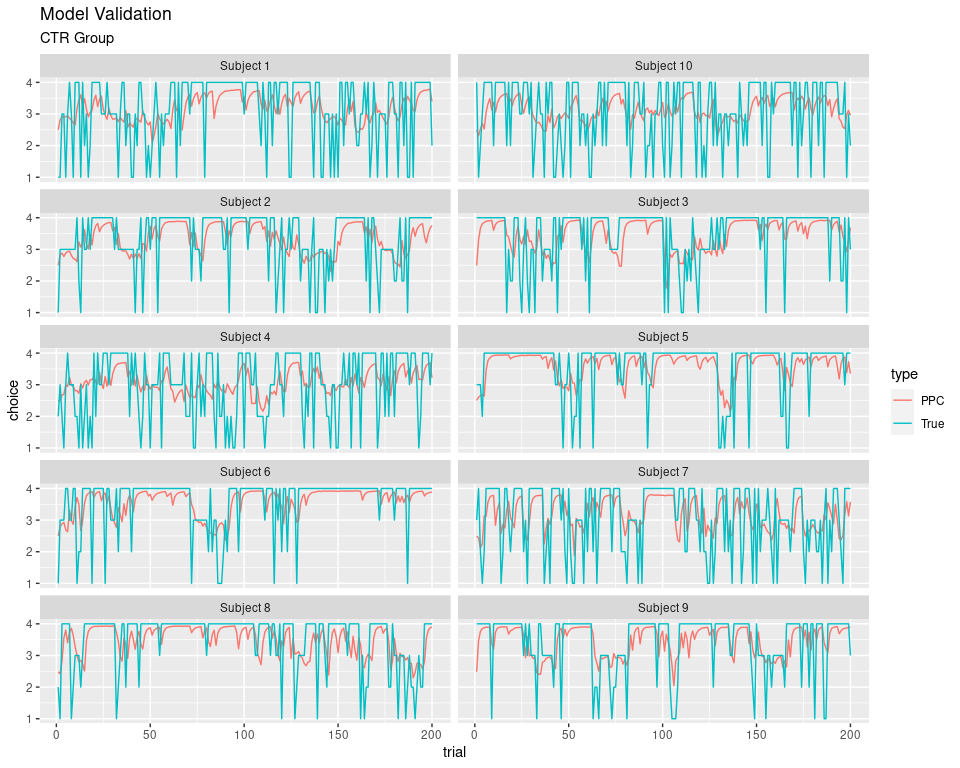 Model Validation
CTR Group
Subject 1
Subject 10
4
3
2
1
Subject 2
Subject 3
4
3
2
1
Subject 4
Subject 5
4
3
2
1
Subject 6
Subject 7
4
3
2
1
Subject 8
Subject 9
4
3
2
1
0 50 100 150 200
0 50 100 150 200
trial
choice
type
PPC
True